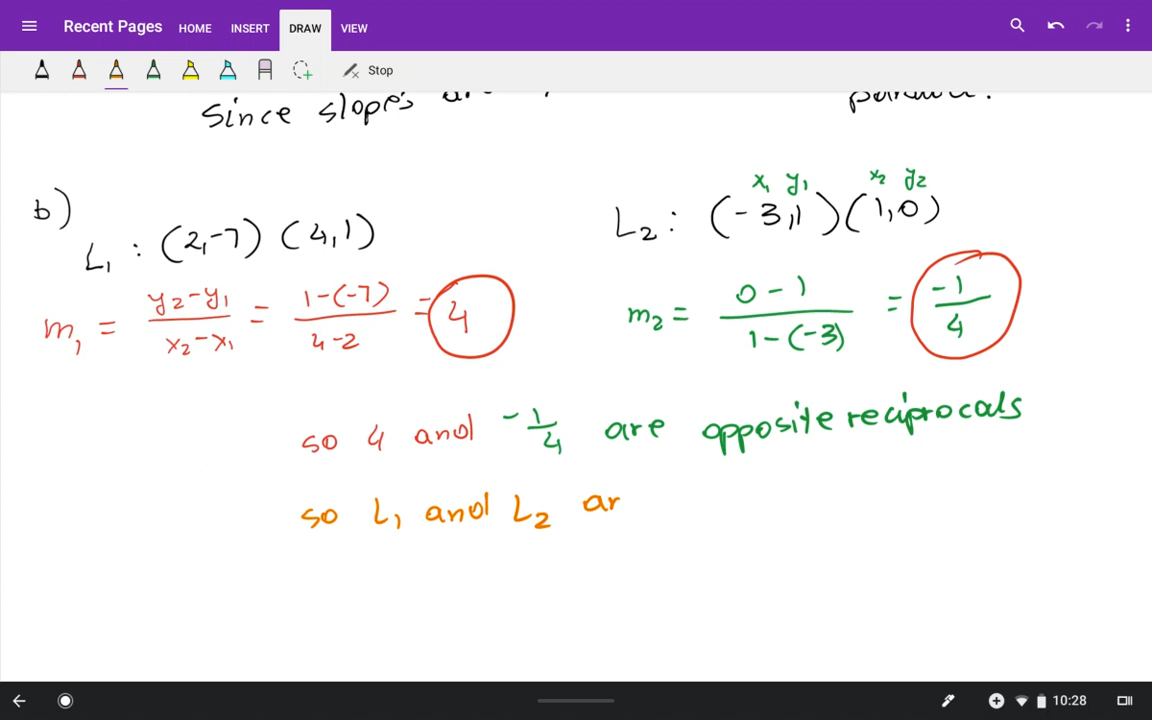 Recent Pages HOME INSERT DRAW VIEW
Stop
Since slope's
b)
L₁ : (2,-7) (4,1)
x₁ y₁ x₂ y₂
L₂ : (-3,1)(1,0)
m₁ = y₂-y₁/x₂-x₁ = 1-(-7)/4-2 = 4
m₂ = 0-1/1-(-3) = -1/4
so 4 and -1/4 are opposite reciprocals
so L₁ and L₂ ar
10:28